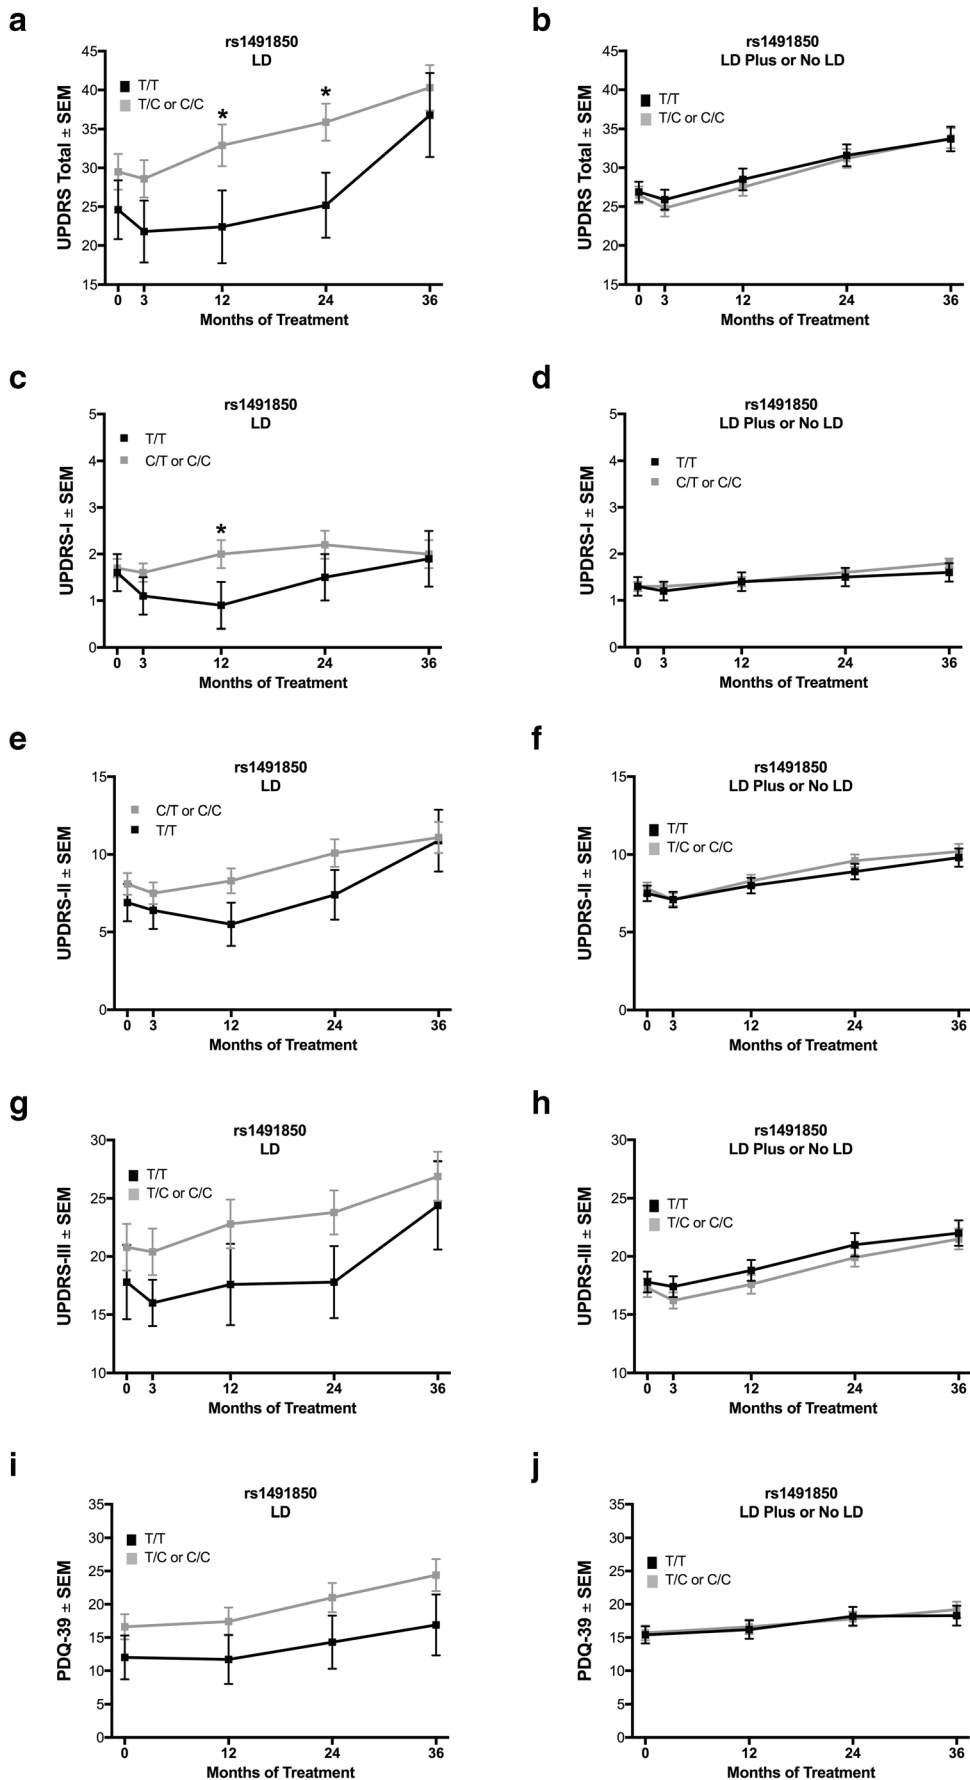 a
rs1491850
LD
T/T
T/C or C/C
UPDRS Total ± SEM
45
40
35
30
25
20
15
*
*
0 3 12 24 36
Months of Treatment
b
rs1491850
LD Plus or No LD
T/T
T/C or C/C
UPDRS Total ± SEM
45
40
35
30
25
20
15
0 3 12 24 36
Months of Treatment
c
rs1491850
LD
T/T
C/T or C/C
UPDRS-I ± SEM
5
4
3
2
1
0
*
0 3 12 24 36
Months of Treatment
d
rs1491850
LD Plus or No LD
T/T
C/T or C/C
UPDRS-I ± SEM
5
4
3
2
1
0
0 3 12 24 36
Months of Treatment
e
rs1491850
LD
C/T or C/C
T/T
UPDRS-II ± SEM
15
10
5
0
0 3 12 24 36
Months of Treatment
f
rs1491850
LD Plus or No LD
T/T
T/C or C/C
UPDRS-II ± SEM
15
10
5
0
0 3 12 24 36
Months of Treatment
g
rs1491850
LD
T/T
T/C or C/C
UPDRS-III ± SEM
30
25
20
15
10
0 3 12 24 36
Months of Treatment
h
rs1491850
LD Plus or No LD
T/T
T/C or C/C
UPDRS-III ± SEM
30
25
20
15
10
0 3 12 24 36
Months of Treatment
i
rs1491850
LD
T/T
T/C or C/C
PDQ-39 ± SEM
35
30
25
20
15
10
5
0
0 12 24 36
Months of Treatment
j
rs1491850
LD Plus or No LD
T/T
T/C or C/C
PDQ-39 ± SEM
35
30
25
20
15
10
5
0
0 12 24 36
Months of Treatment